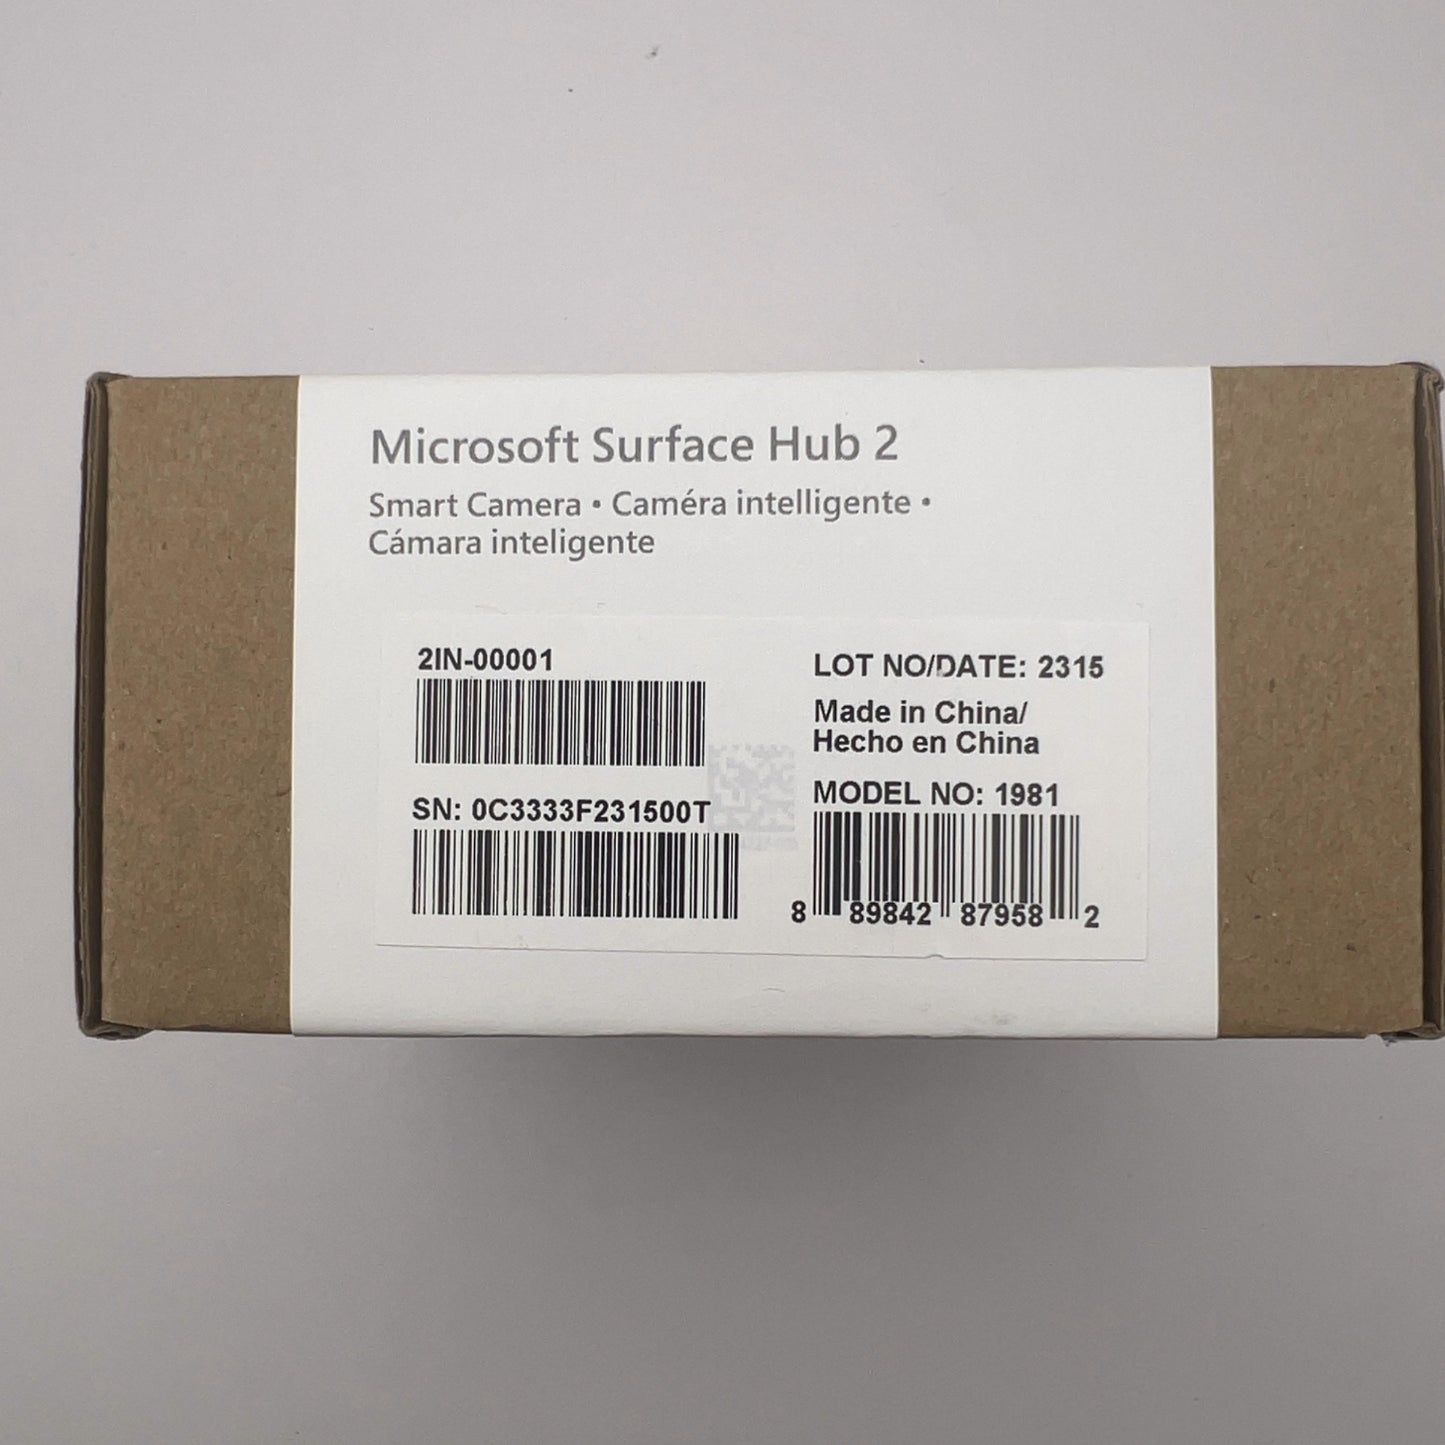 Microsoft Surface Hub 2
Smart Camera • Caméra intelligente •
Cámara inteligente
2IN-00001
SN: 0C3333F231500T
LOT NO/DATE: 2315
Made in China/
Hecho en China
MODEL NO: 1981
8 89842 87958 2